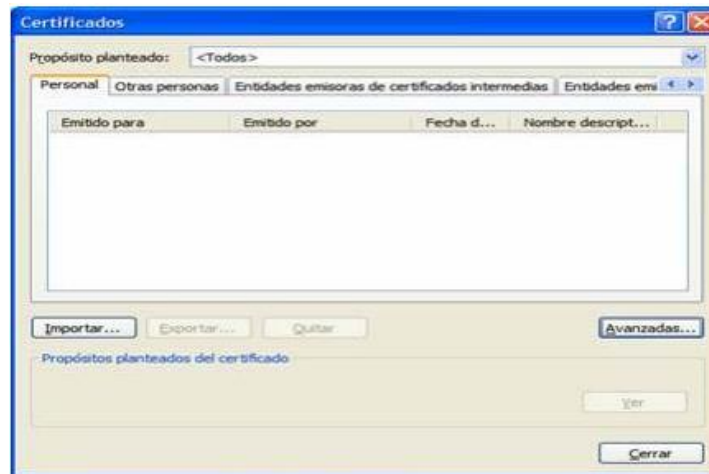 Certificados
Propósito planteado: <Todos>
Personal Otras personas Entidades emisoras de certificados intermedias Entidades emi
Emitido para Emitido por Fecha d... Nombre descript...
Importar... Exportar... Quitar Avanzadas...
Propósitos planteados del certificado
Ver
Cerrar